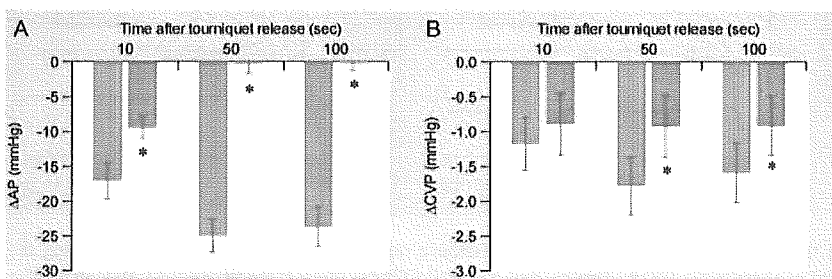 A
Time after tourniquet release (sec)
10 50 100
0
-5
-10
-15
-20
-25
-30
ΔAP (mmHg)
*
*
*
B
Time after tourniquet release (sec)
10 50 100
0
-0.5
-1.0
-1.5
-2.0
-2.5
-3.0
ΔCVP (mmHg)
*
*